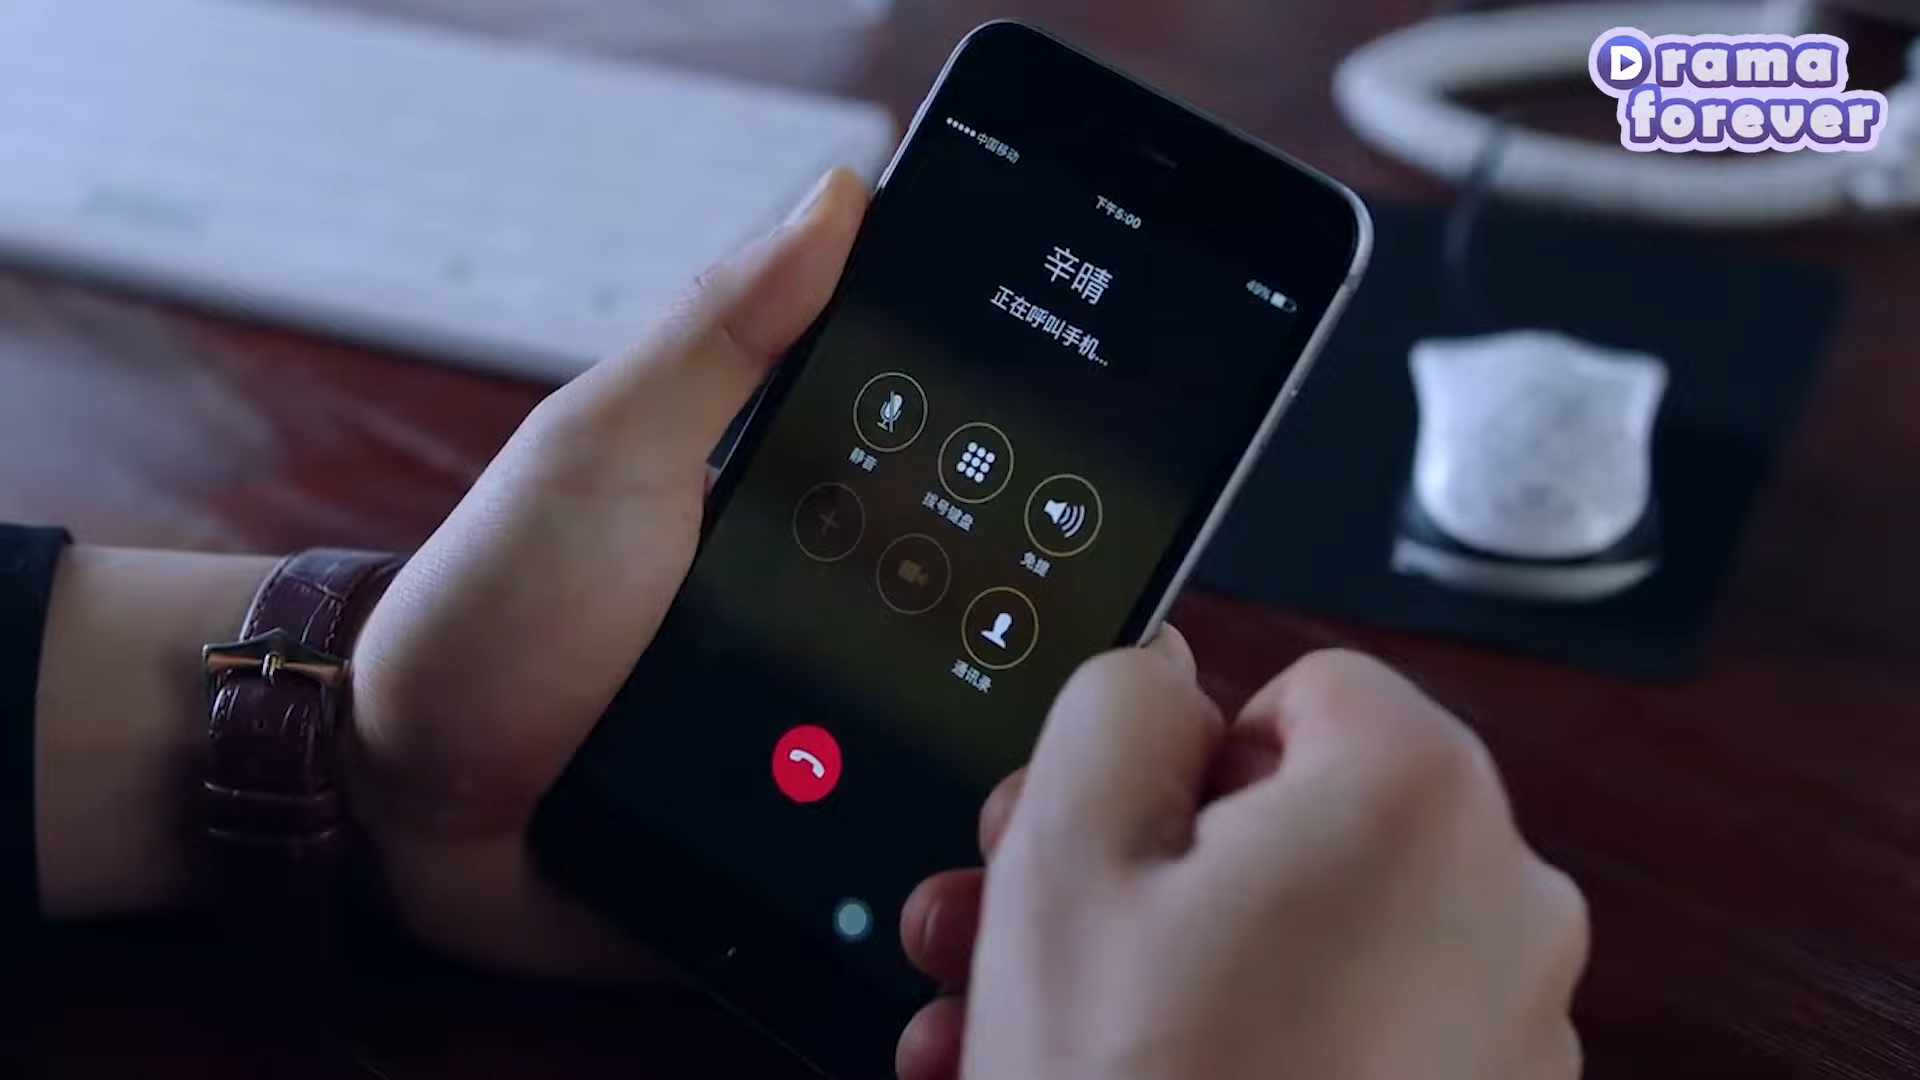 Drama
forever
中国移动
下午5:00
49%
辛晴
正在呼叫手机...
静音
拨号键盘
免提
通讯录